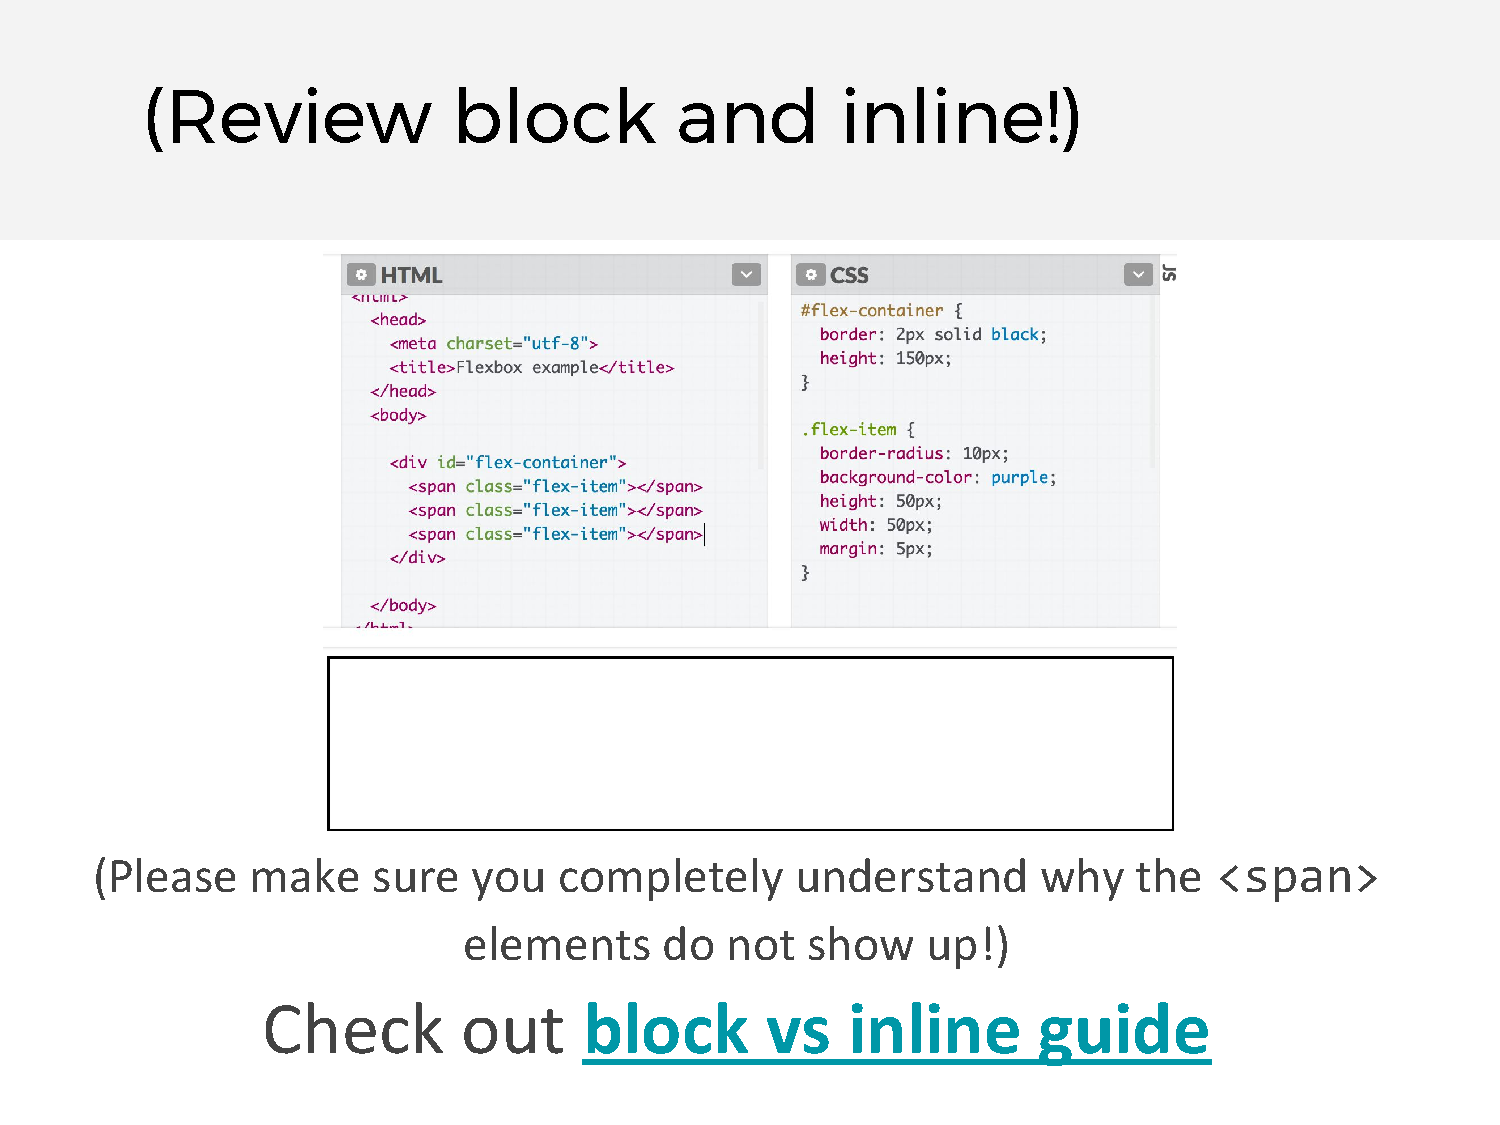 (Review block and inline!)
HTML
<html>
<head>
<meta charset="utf-8">
<title>Flexbox example</title>
</head>
<body>
<div id="flex-container">
<span class="flex-item"></span>
<span class="flex-item"></span>
<span class="flex-item"></span>
</div>
</body>
</html>
CSS
#flex-container {
border: 2px solid black;
height: 150px;
}
.flex-item {
border-radius: 10px;
background-color: purple;
height: 50px;
width: 50px;
margin: 5px;
}
JS
(Please make sure you completely understand why the <span>
elements do not show up!)
Check out block vs inline guide